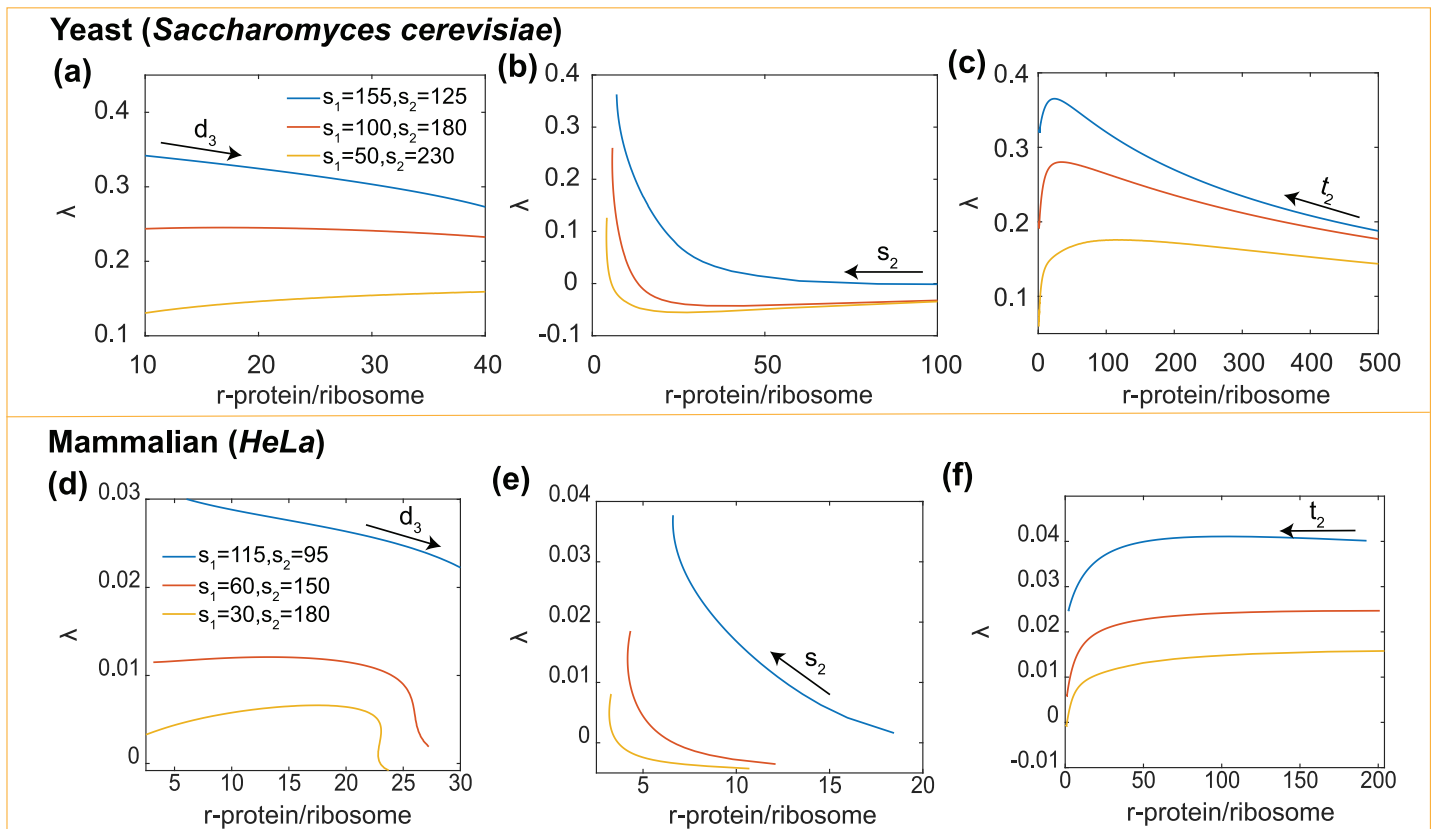 Yeast (Saccharomyces cerevisiae)
(a)
0.4
0.3
0.2
0.1
λ
d3
s1=155,s2=125
s1=100,s2=180
s1=50,s2=230
10 20 30 40
r-protein/ribosome
(b)
0.4
0.3
0.2
0.1
0
-0.1
λ
s2
0 50 100
r-protein/ribosome
(c)
0.4
0.3
0.2
0.1
λ
t2
0 100 200 300 400 500
r-protein/ribosome
Mammalian (HeLa)
(d)
0.03
0.02
0.01
0
λ
d3
s1=115,s2=95
s1=60,s2=150
s1=30,s2=180
5 10 15 20 25 30
r-protein/ribosome
(e)
0.04
0.03
0.02
0.01
0
λ
s2
5 10 15 20
r-protein/ribosome
(f)
0.04
0.03
0.02
0.01
0
-0.01
λ
t2
0 50 100 150 200
r-protein/ribosome